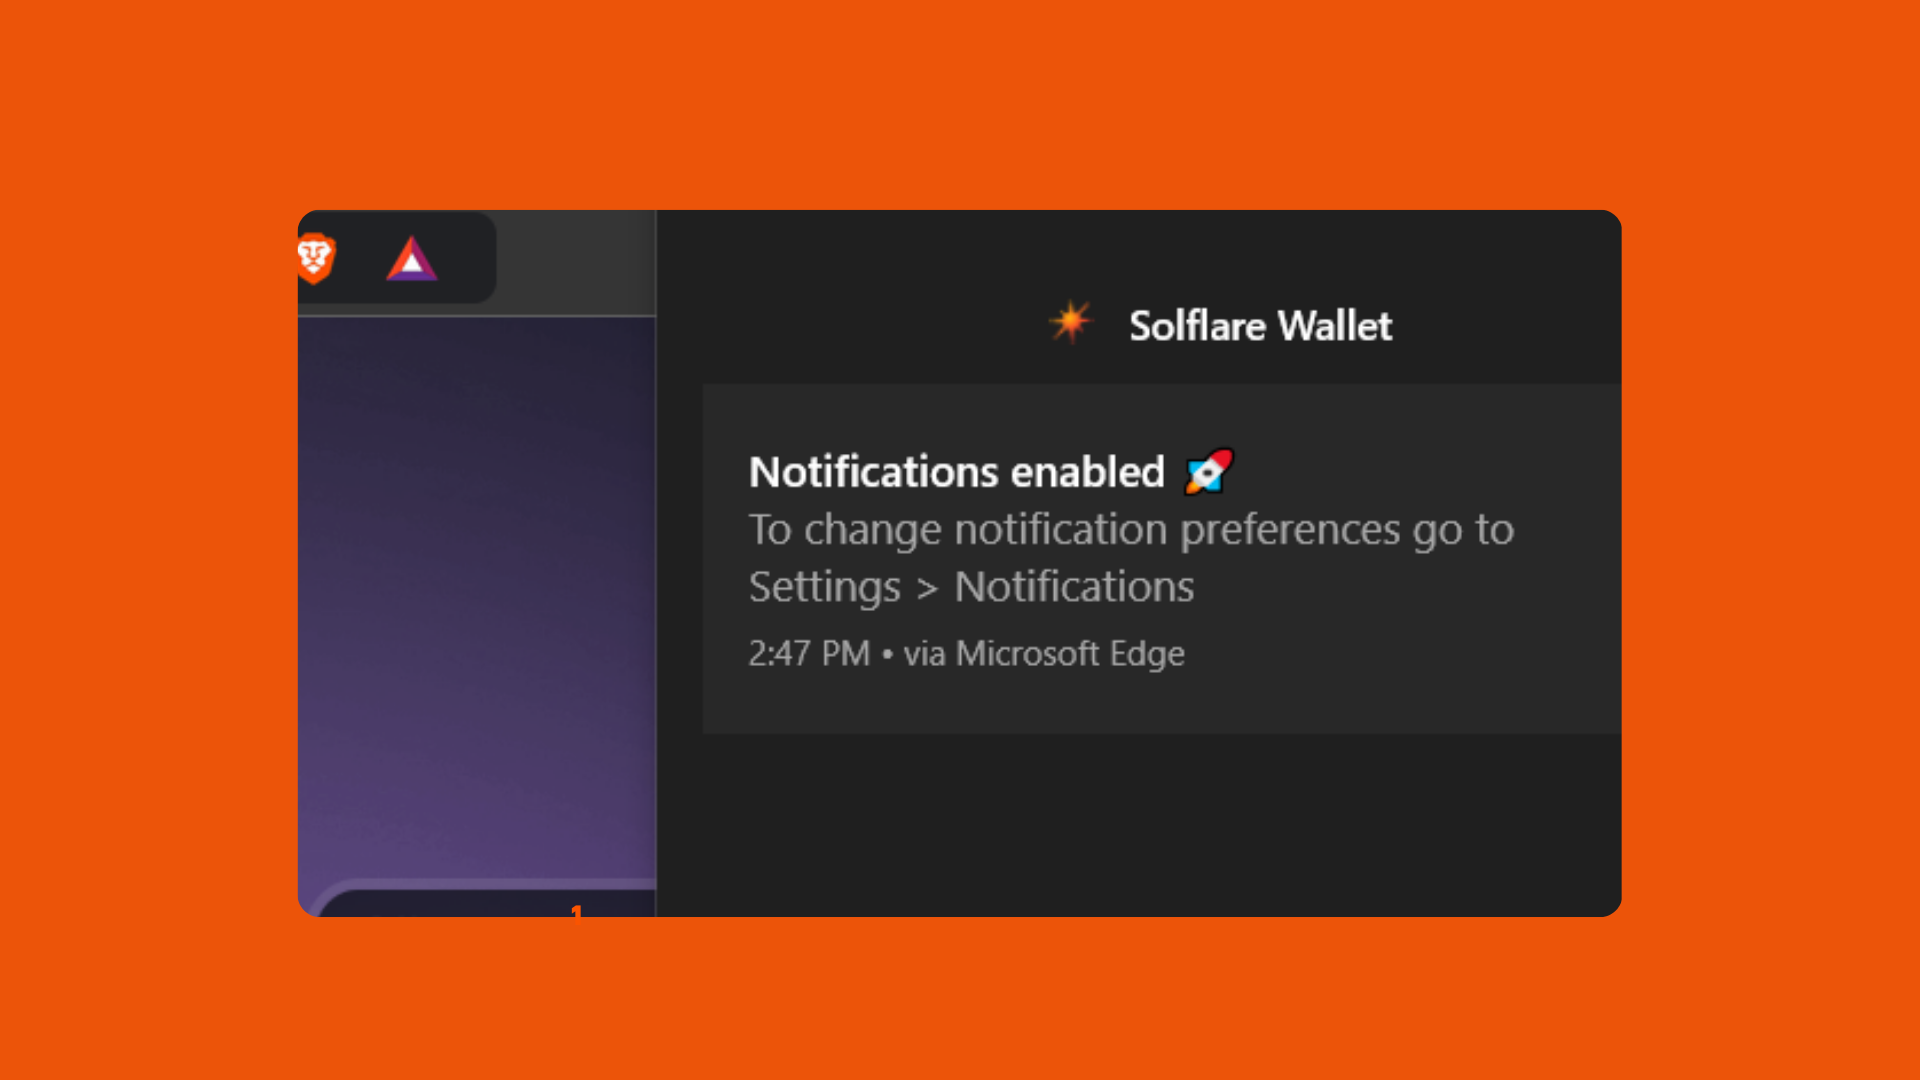 Solflare Wallet
Notifications enabled 🚀
To change notification preferences go to
Settings > Notifications
2:47 PM • via Microsoft Edge